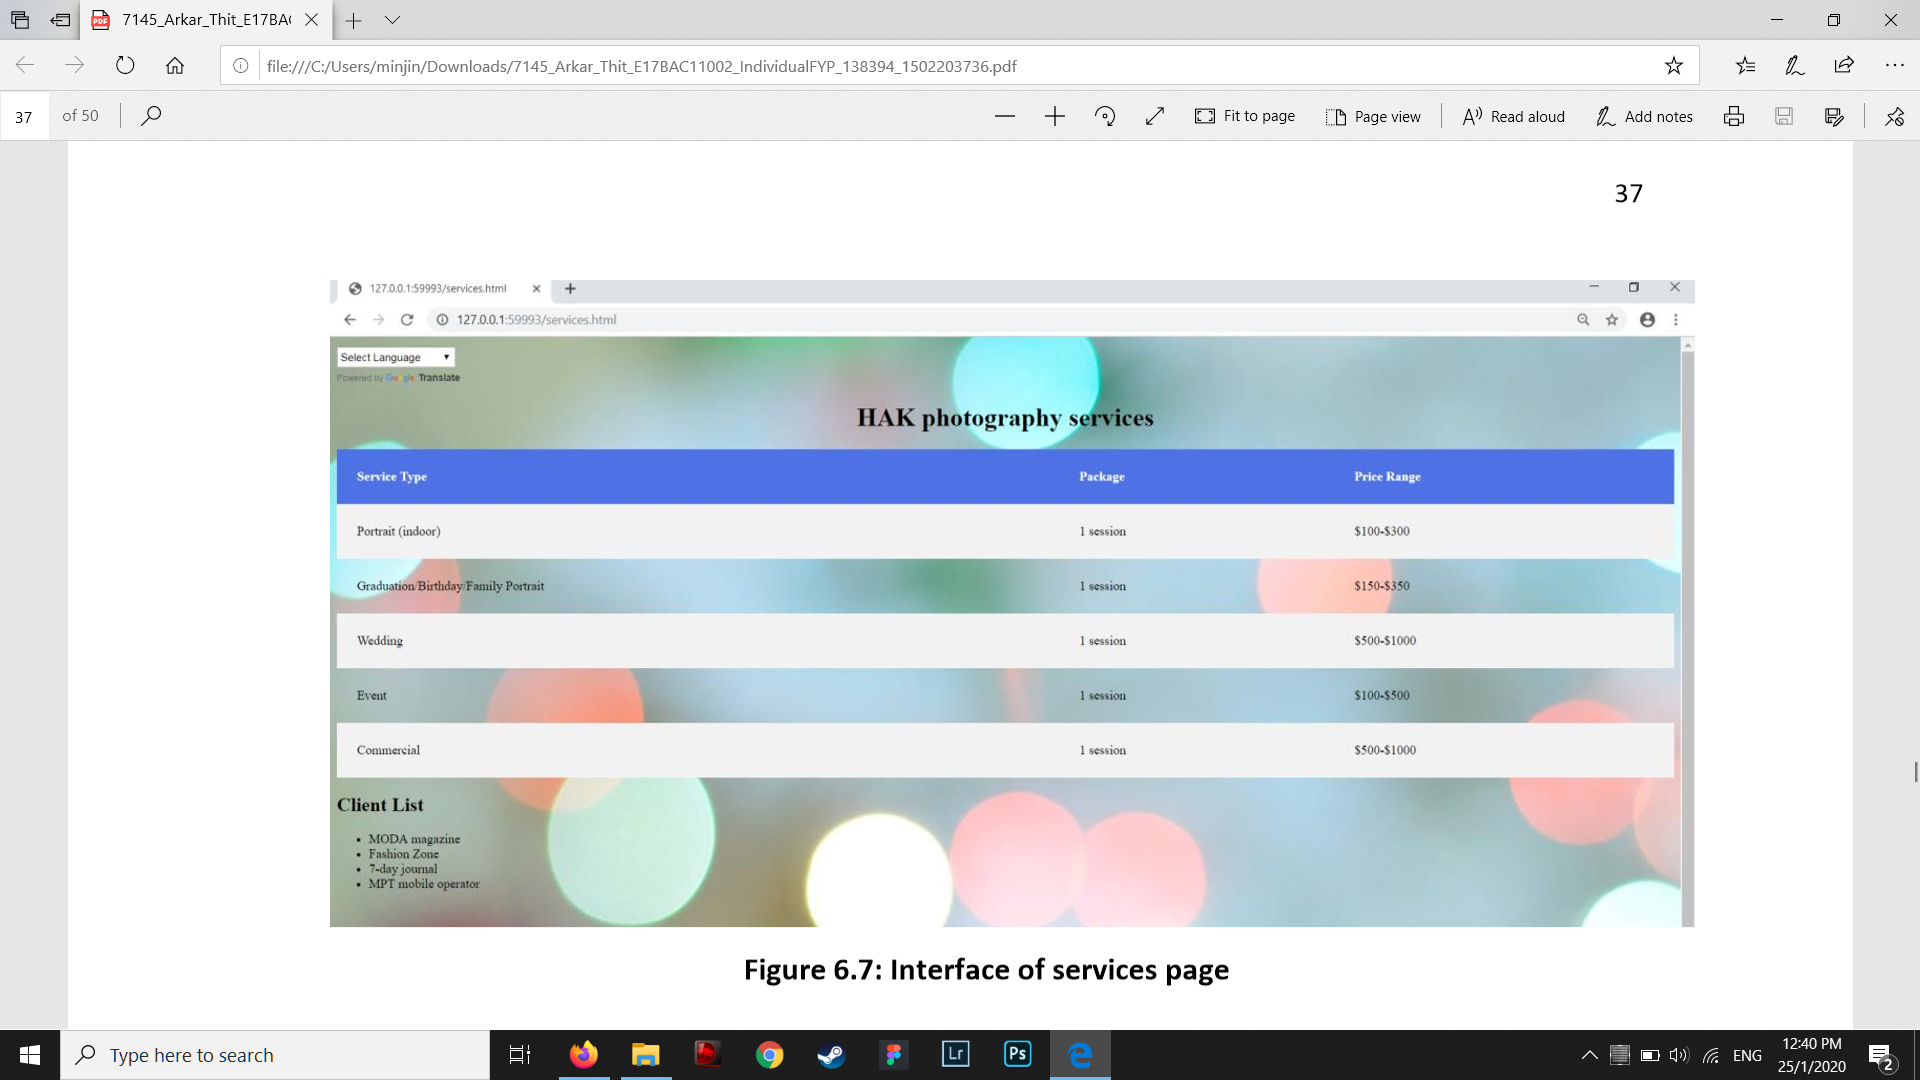 7145_Arkar_Thit_E17BA
file:///C:/Users/minjin/Downloads/7145_Arkar_Thit_E17BAC11002_IndividualFYP_138394_1502203736.pdf
37 of 50 Fit to page Page view Read aloud Add notes
37
127.0.0.1:59993/services.html
127.0.0.1:59993/services.html
Select Language
Powered by Google Translate
HAK photography services
Service Type Package Price Range
Portrait (indoor) 1 session $100-$300
Graduation/Birthday/Family Portrait 1 session $150-$350
Wedding 1 session $500-$1000
Event 1 session $100-$500
Commercial 1 session $500-$1000
Client List
• MODA magazine
• Fashion Zone
• 7-day journal
• MPT mobile operator
Figure 6.7: Interface of services page
Type here to search Lr Ps ENG 12:40 PM
25/1/2020 2